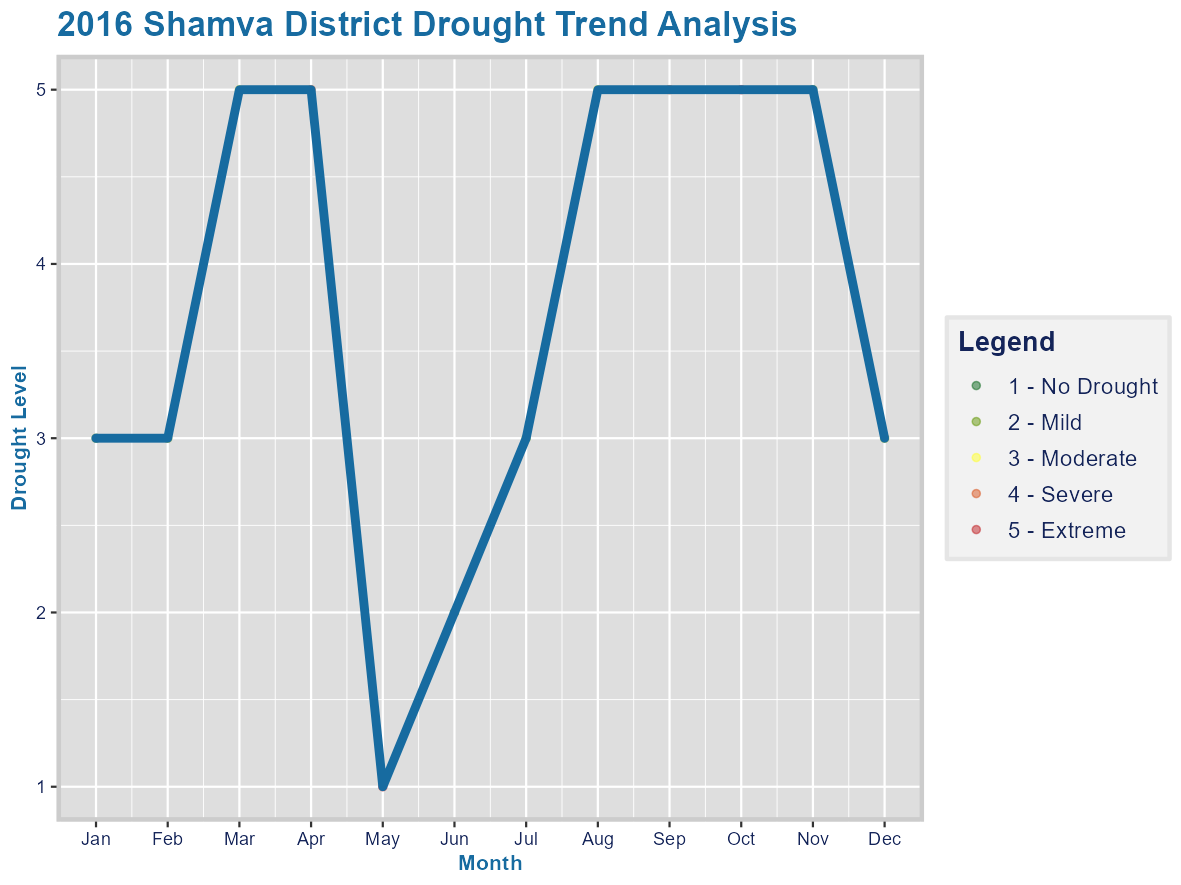 2016 Shamva District Drought Trend Analysis
Drought Level
5
4
3
2
1
Jan Feb Mar Apr May Jun Jul Aug Sep Oct Nov Dec
Month
Legend
1 - No Drought
2 - Mild
3 - Moderate
4 - Severe
5 - Extreme